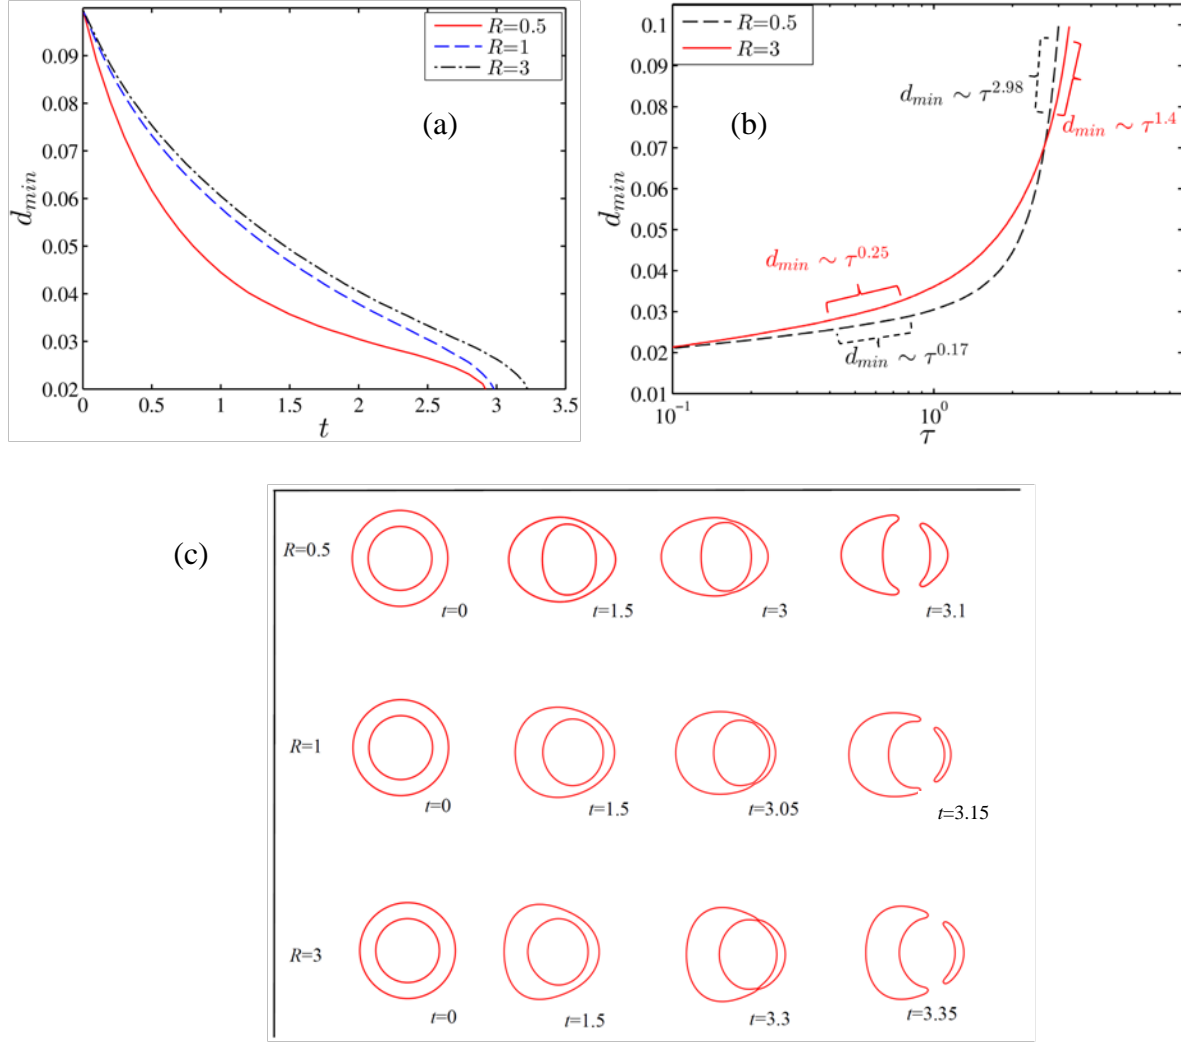 R=0.5
R=1
R=3
(a)
0.09
0.08
0.07
0.06
0.05
0.04
0.03
0.02
d_min
0 0.5 1 1.5 2 2.5 3 3.5
t
R=0.5
R=3
(b)
0.1
0.09
0.08
0.07
0.06
0.05
0.04
0.03
0.02
0.01
d_min
d_min ∼ τ^2.98
d_min ∼ τ^1.4
d_min ∼ τ^0.25
d_min ∼ τ^0.17
10^-1 10^0
τ
(c)
R=0.5
t=0 t=1.5 t=3 t=3.1
R=1
t=0 t=1.5 t=3.05 t=3.15
R=3
t=0 t=1.5 t=3.3 t=3.35